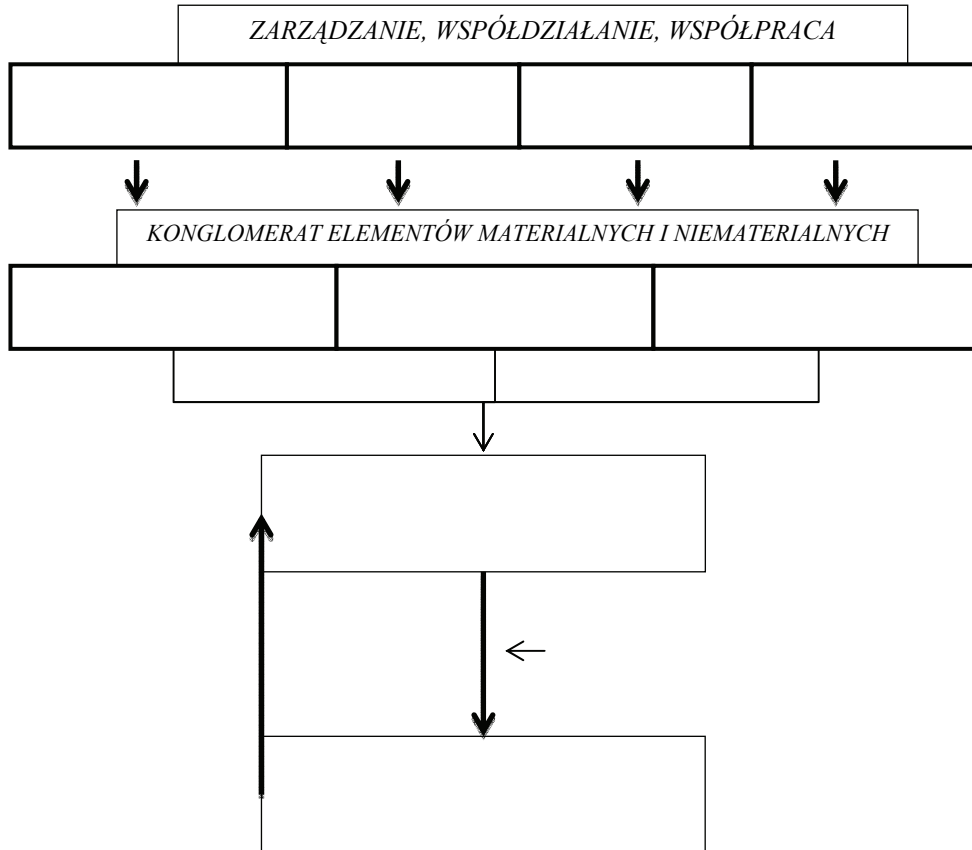 ZARZĄDZANIE, WSPÓŁDZIAŁANIE, WSPÓŁPRACA
KONGLOMERAT ELEMENTÓW MATERIALNYCH I NIEMATERIALNYCH